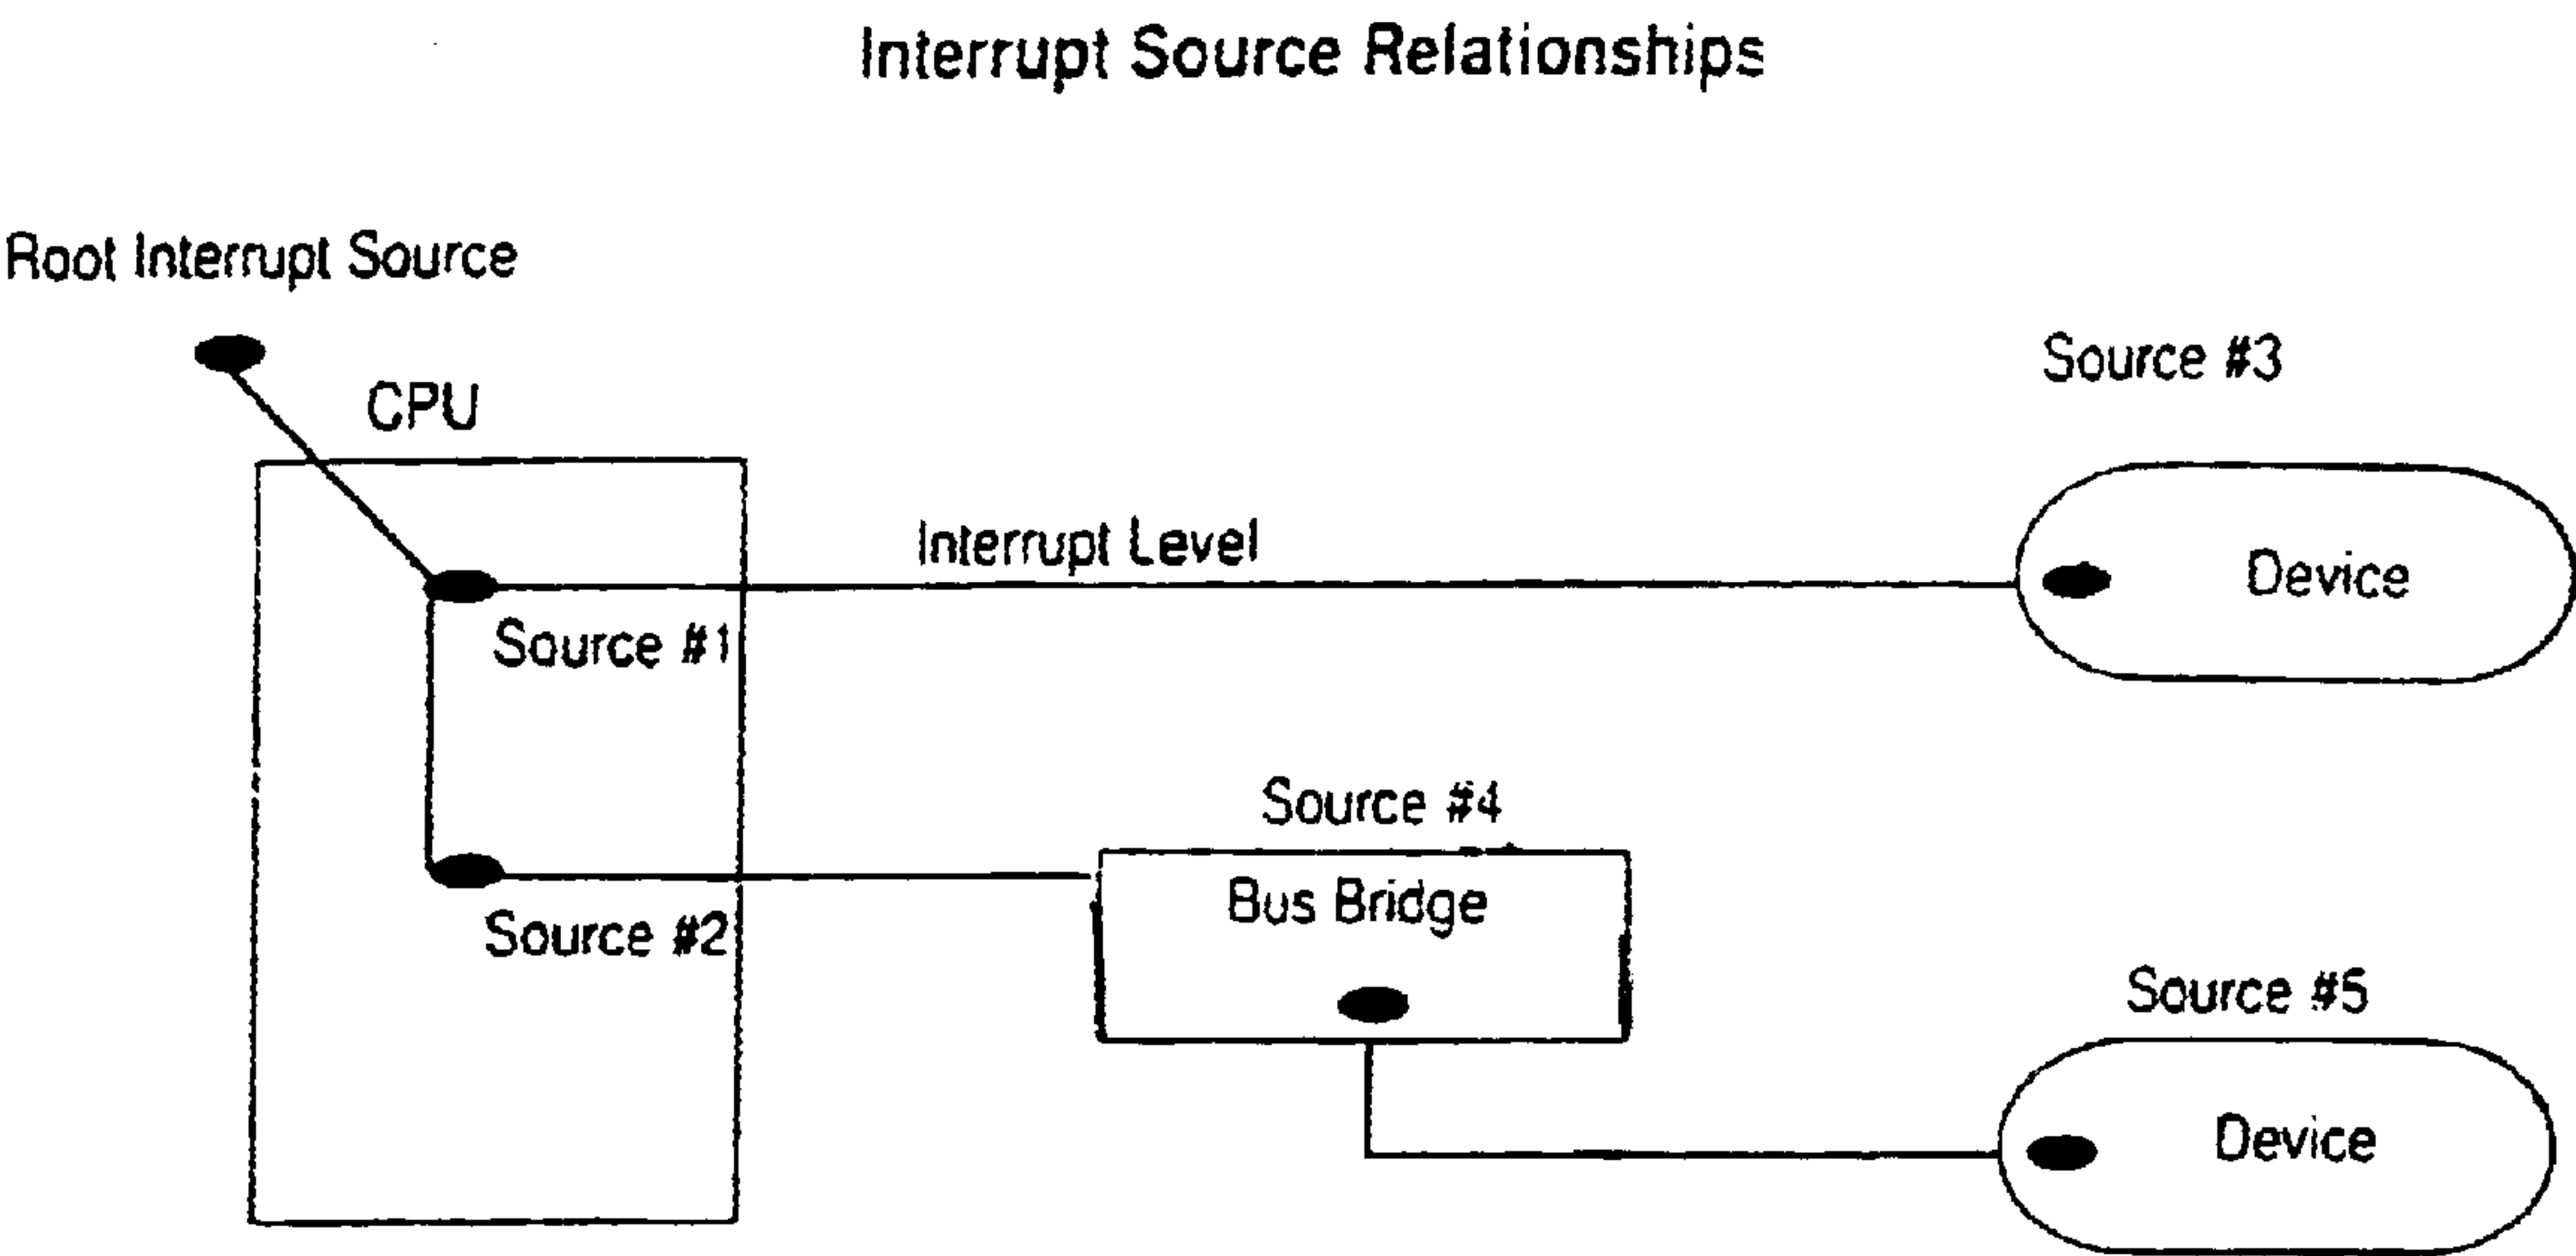 Interrupt Source Relationships
Root Interrupt Source
CPU
Source #3
Interrupt Level
Device
Source #1
Source #4
Bus Bridge
Source #2
Source #5
Device